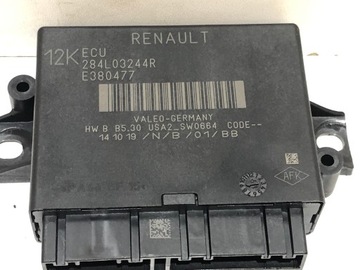 RENAULT
12K ECU
284L03244R
E380477
VALEO-GERMANY
HW B B5.30 USA2_SW0664 CODE--
14 10 19 /N/B/01/BB
AFK